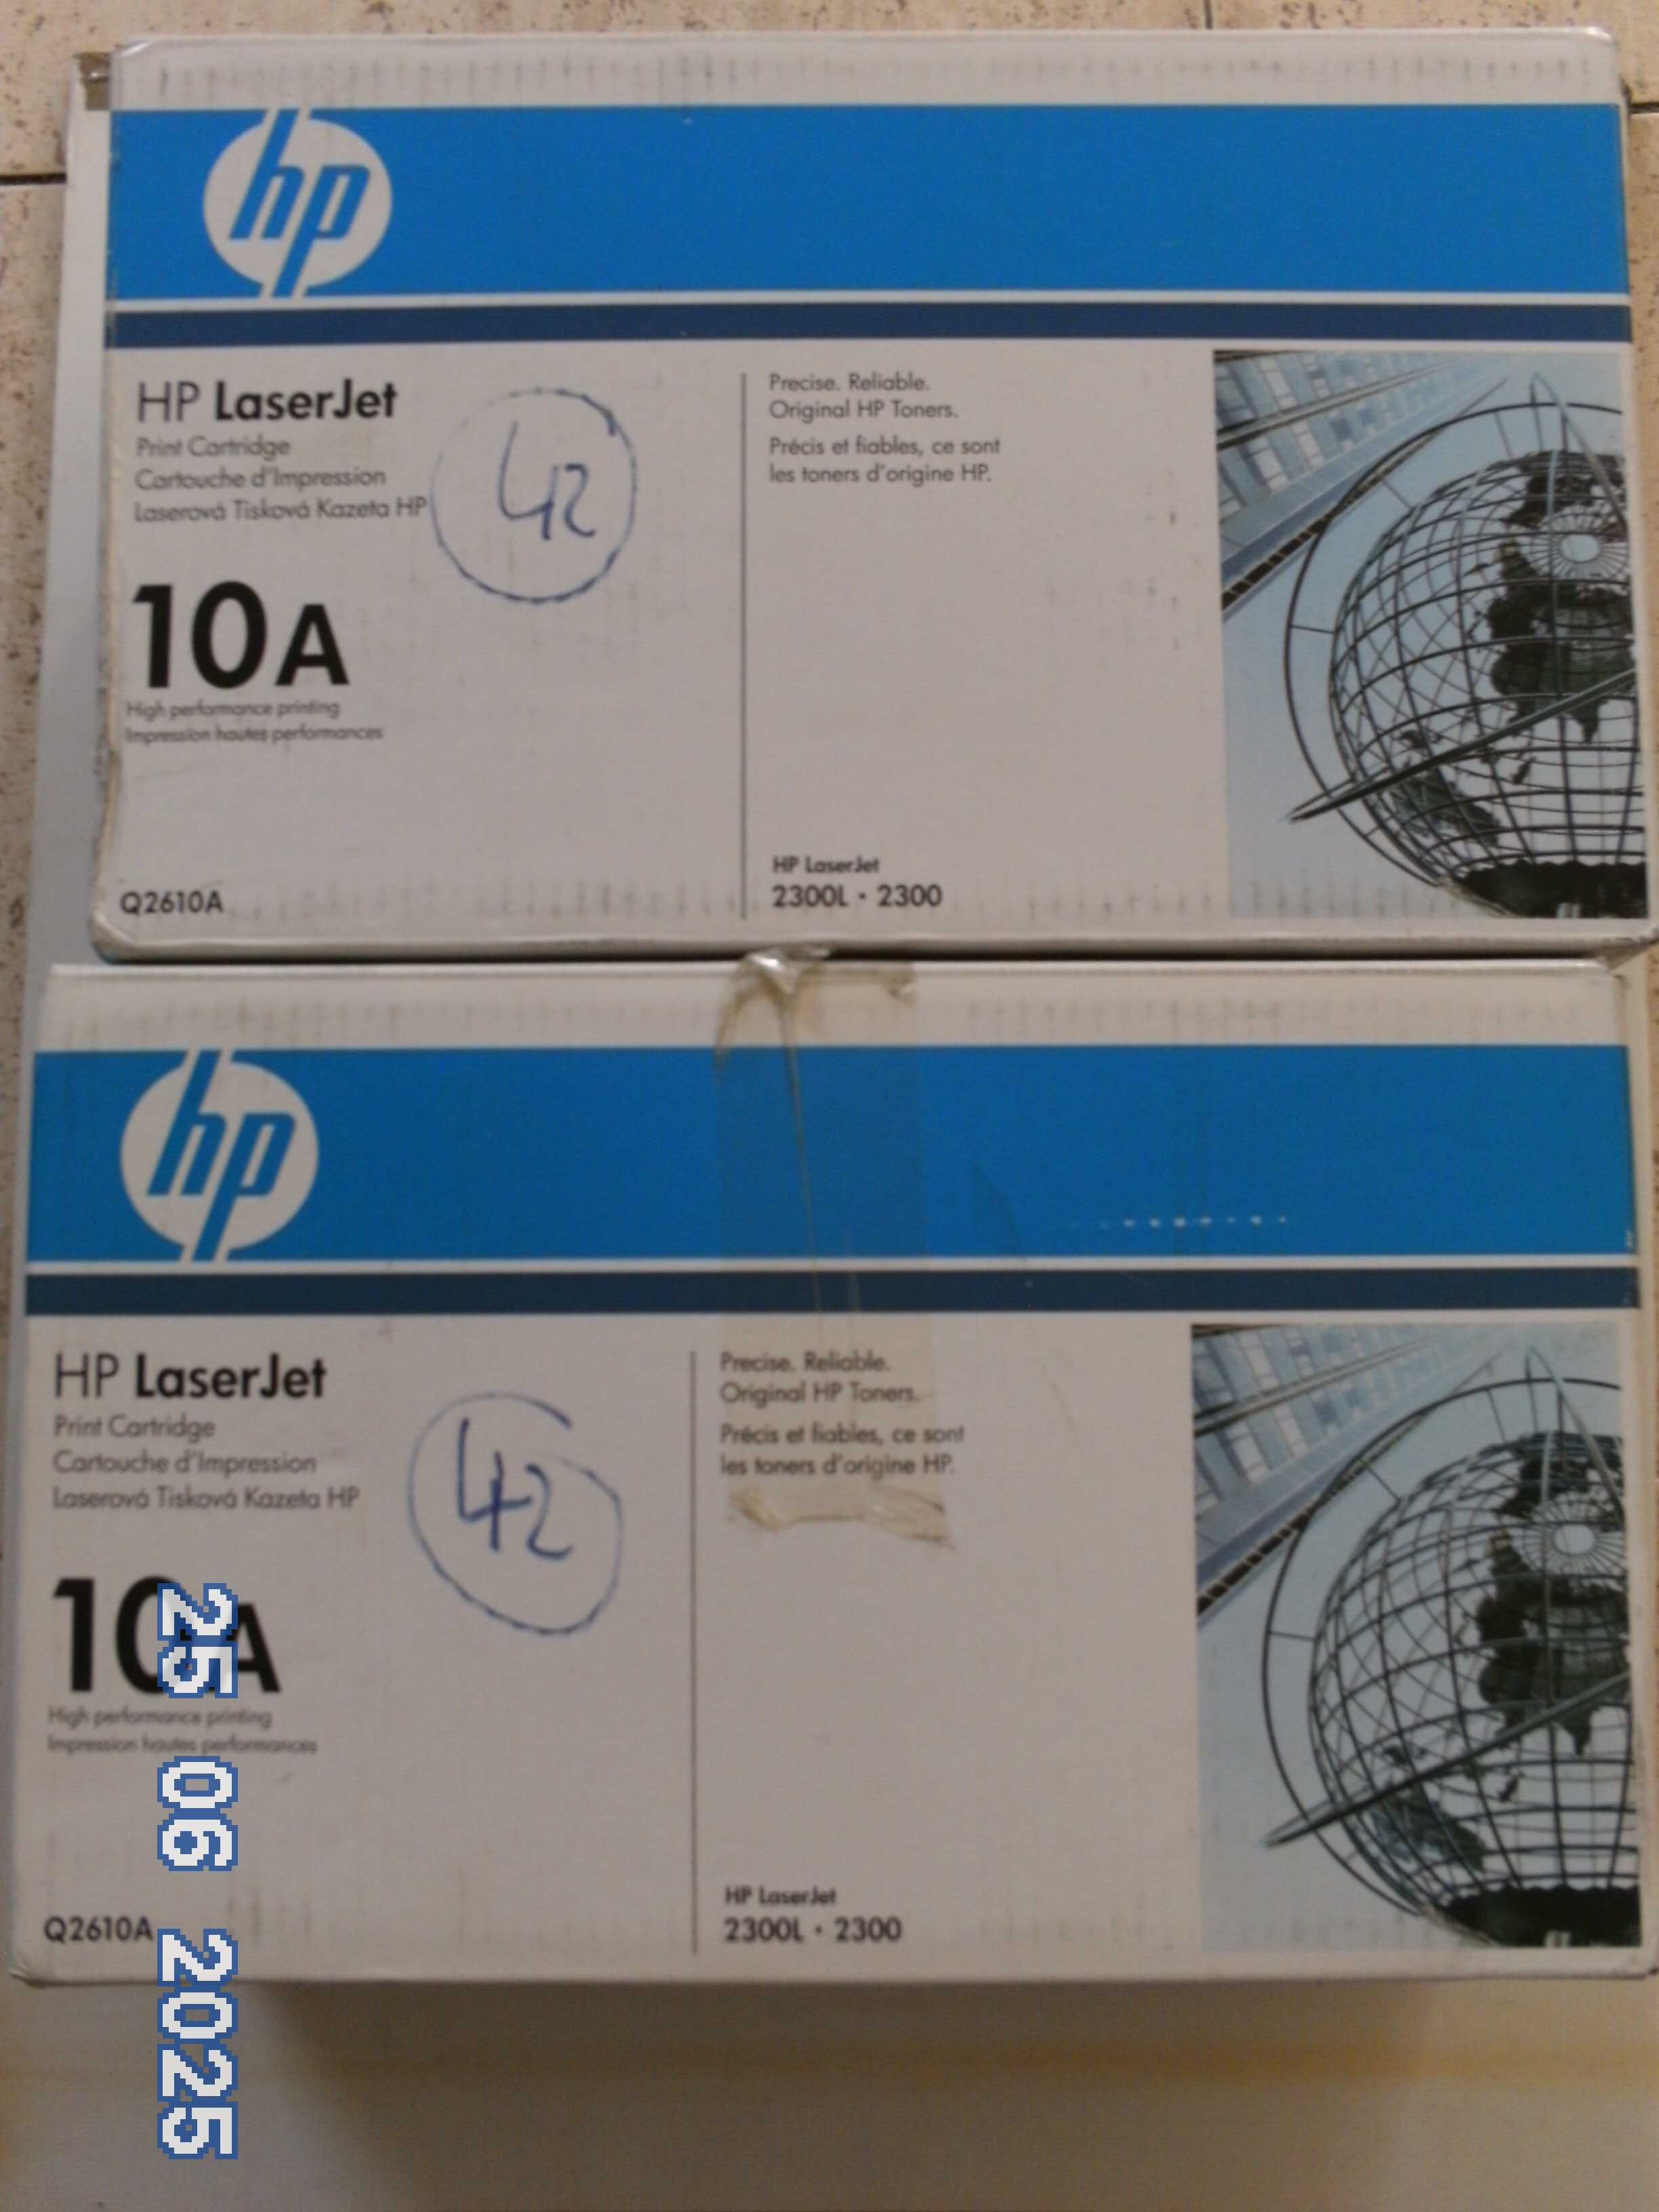 hp
HP LaserJet
Print Cartridge
Cartouche d'Impression
Laserová Tisková Kazeta HP
42
10A
High performance printing
Impression hautes performances
Q2610A
Precise. Reliable.
Original HP Toners.
Précis et fiables, ce sont
les toners d'origine HP.
HP LaserJet
2300L · 2300
hp
HP LaserJet
Print Cartridge
Cartouche d'Impression
Laserová Tisková Kazeta HP
42
10A
High performance printing
Impression hautes performances
Q2610A
Precise. Reliable.
Original HP Toners.
Précis et fiables, ce sont
les toners d'origine HP.
HP LaserJet
2300L · 2300
25 06 2025